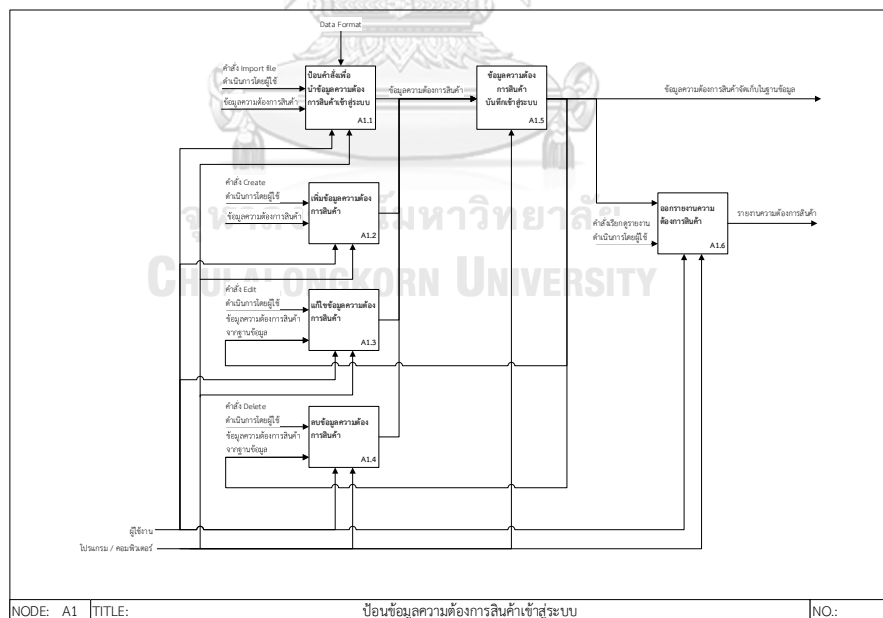 Data Format
คำสั่ง Import file
ดำเนินการโดยผู้ใช้
ข้อมูลความต้องการสินค้า
ป้อนคำสั่งเพื่อ
นำข้อมูลความต้อง
การสินค้าเข้าสู่ระบบ
A1.1
ข้อมูลความต้องการสินค้า
ข้อมูลความต้อง
การสินค้า
บันทึกเข้าสู่ระบบ
A1.5
ข้อมูลความต้องการสินค้าจัดเก็บในฐานข้อมูล
คำสั่ง Create
ดำเนินการโดยผู้ใช้
ข้อมูลความต้องการสินค้า
เพิ่มข้อมูลความต้อง
การสินค้า
A1.2
คำสั่งเรียกดูรายงาน
ดำเนินการโดยผู้ใช้
ออกรายงานความ
ต้องการสินค้า
A1.6
รายงานความต้องการสินค้า
จุฬาลงกรณ์มหาวิทยาลัย
CHULALONGKORN UNIVERSITY
คำสั่ง Edit
ดำเนินการโดยผู้ใช้
ข้อมูลความต้องการสินค้า
จากฐานข้อมูล
แก้ไขข้อมูลความต้อง
การสินค้า
A1.3
คำสั่ง Delete
ดำเนินการโดยผู้ใช้
ข้อมูลความต้องการสินค้า
จากฐานข้อมูล
ลบข้อมูลความต้อง
การสินค้า
A1.4
ผู้ใช้งาน
โปรแกรม / คอมพิวเตอร์
NODE: A1 TITLE: ป้อนข้อมูลความต้องการสินค้าเข้าสู่ระบบ NO.: